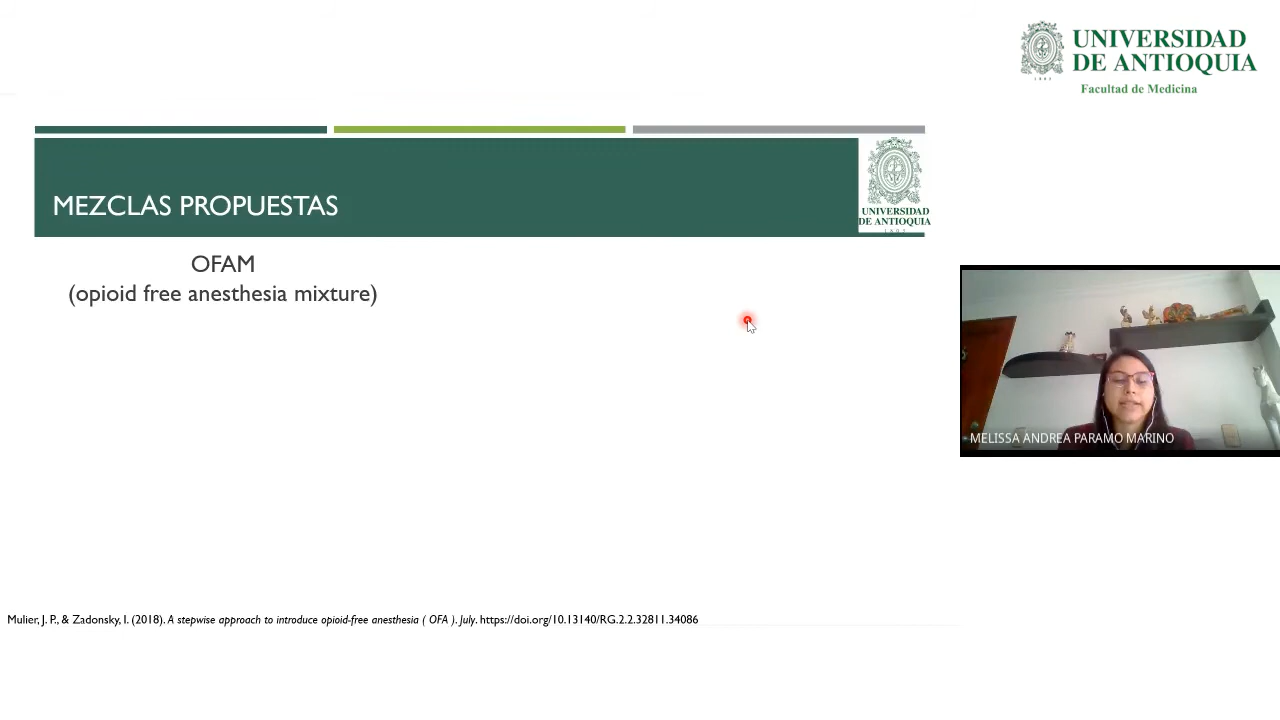 UNIVERSIDAD
DE ANTIOQUIA
1803
Facultad de Medicina
MEZCLAS PROPUESTAS
UNIVERSIDAD
DE ANTIOQUIA
1803
OFAM
(opioid free anesthesia mixture)
MELISSA ANDREA PARAMO MARINO
Mulier, J. P., & Zadonsky, I. (2018). A stepwise approach to introduce opioid-free anesthesia ( OFA ). July. https://doi.org/10.13140/RG.2.2.32811.34086